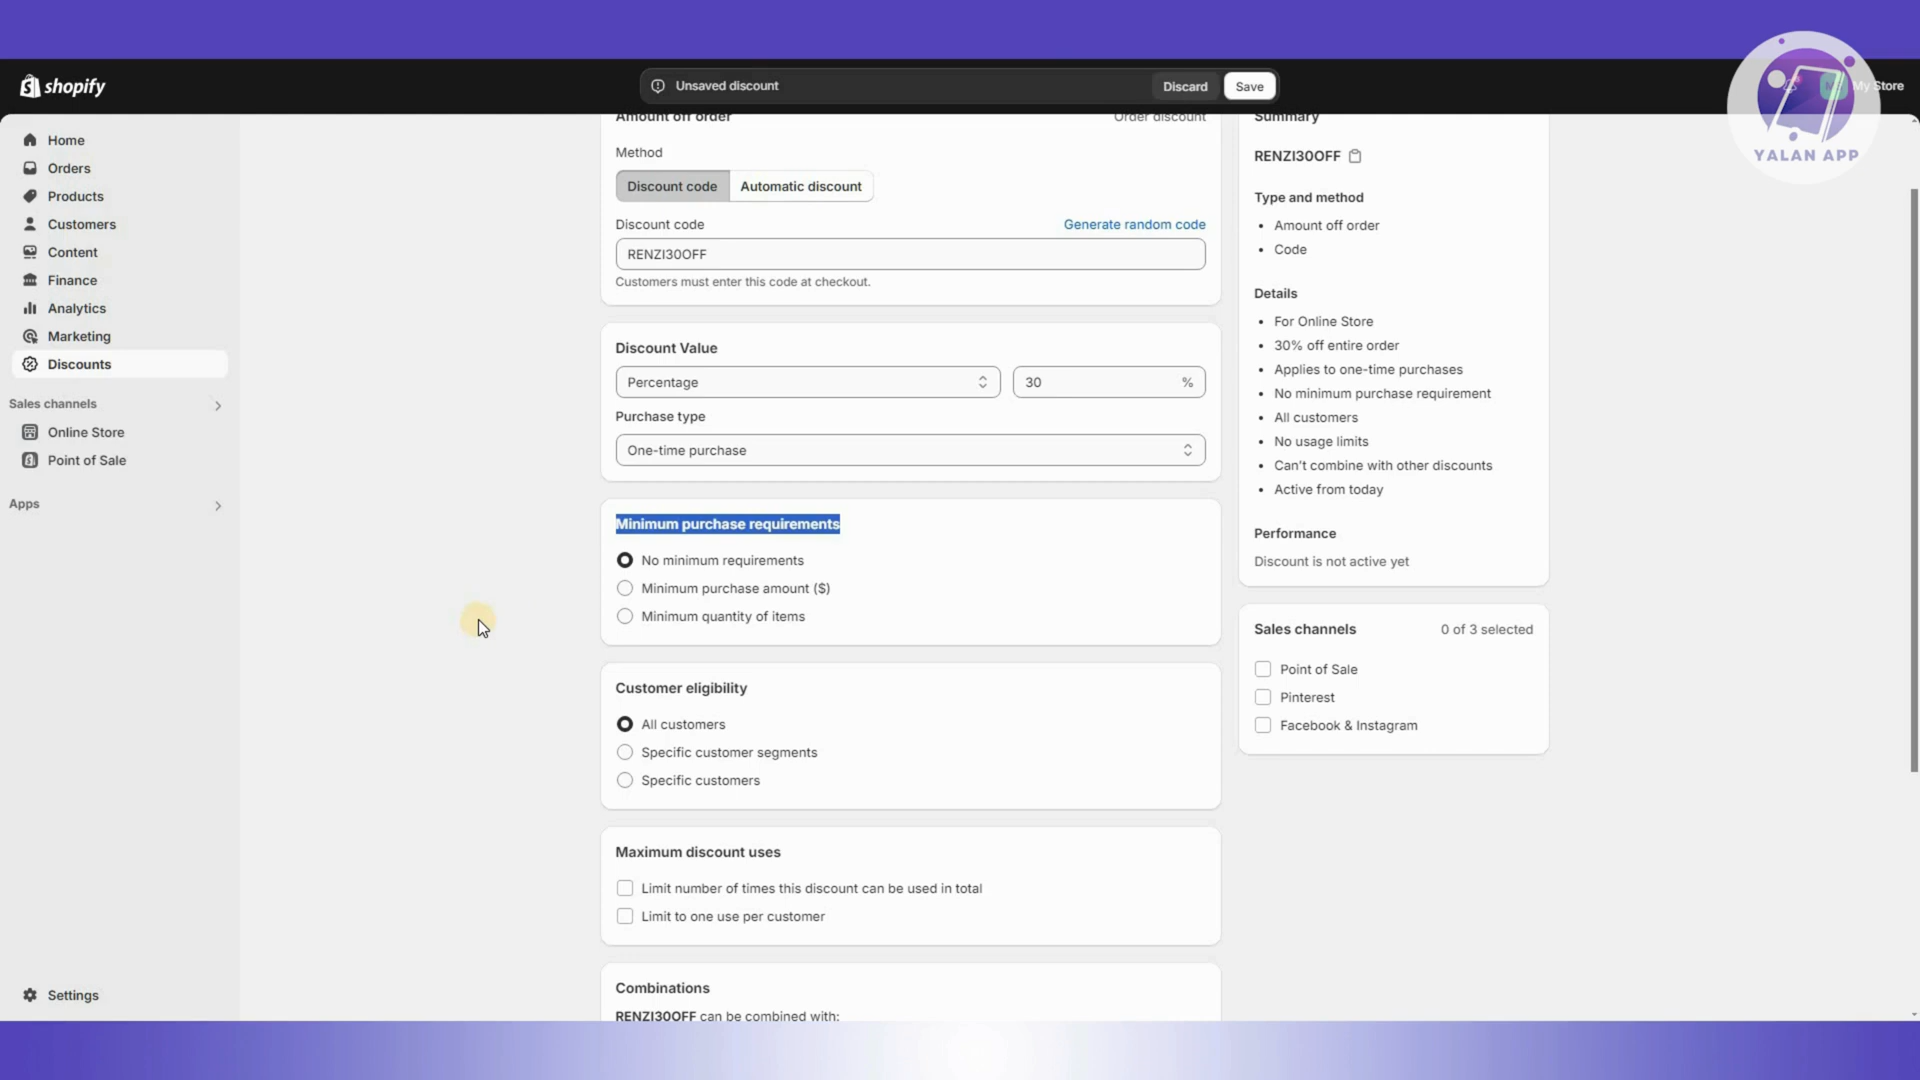 shopify
Unsaved discount
Discard
Save
My Store
YALAN APP
Home
Orders
Products
Customers
Content
Finance
Analytics
Marketing
Discounts
Sales channels
Online Store
Point of Sale
Apps
Settings
Amount off order
Order discount
Method
Discount code
Automatic discount
Discount code
Generate random code
RENZI30OFF
Customers must enter this code at checkout.
Discount Value
Percentage
30
%
Purchase type
One-time purchase
Minimum purchase requirements
No minimum requirements
Minimum purchase amount ($)
Minimum quantity of items
Customer eligibility
All customers
Specific customer segments
Specific customers
Maximum discount uses
Limit number of times this discount can be used in total
Limit to one use per customer
Combinations
RENZI30OFF can be combined with:
Summary
RENZI30OFF
Type and method
• Amount off order
• Code
Details
• For Online Store
• 30% off entire order
• Applies to one-time purchases
• No minimum purchase requirement
• All customers
• No usage limits
• Can't combine with other discounts
• Active from today
Performance
Discount is not active yet
Sales channels
0 of 3 selected
Point of Sale
Pinterest
Facebook & Instagram